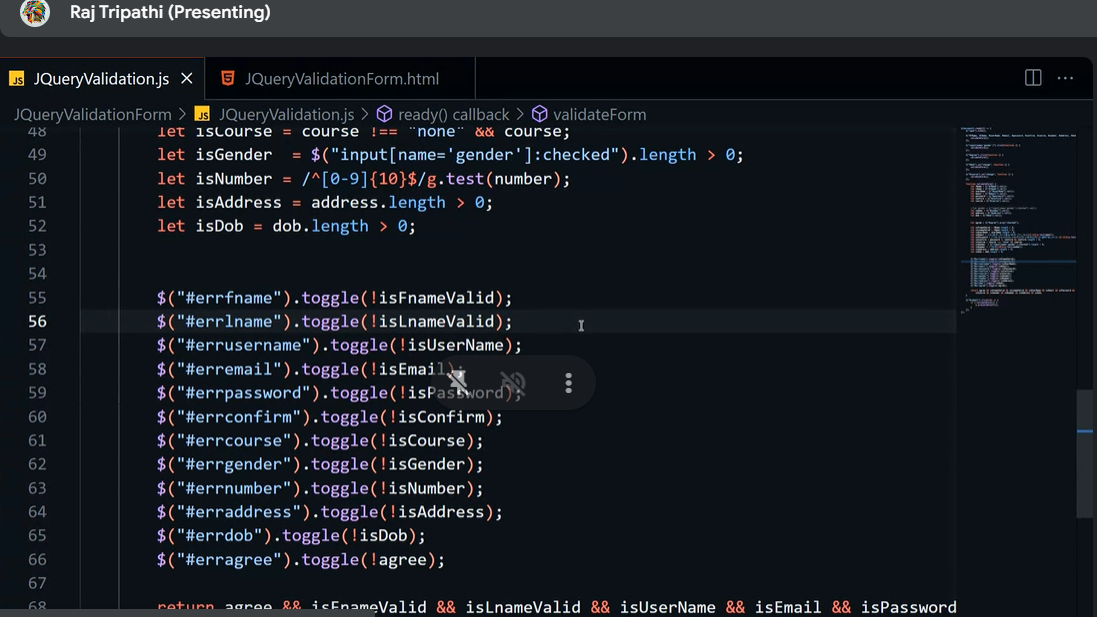 Raj Tripathi (Presenting)
JS JQueryValidation.js × JQueryValidationForm.html ···
JQueryValidationForm > JS JQueryValidation.js > ready() callback > validateForm
48 let isCourse = course !== "none" && course;
49 let isGender  = $("input[name='gender']:checked").length > 0;
50 let isNumber = /^[0-9]{10}$/g.test(number);
51 let isAddress = address.length > 0;
52 let isDob = dob.length > 0;
53
54
55 $("#errfname").toggle(!isFnameValid);
56 $("#errlname").toggle(!isLnameValid);
57 $("#errusername").toggle(!isUserName);
58 $("#erremail").toggle(!isEmail);
59 $("#errpassword").toggle(!isPassword);
60 $("#errconfirm").toggle(!isConfirm);
61 $("#errcourse").toggle(!isCourse);
62 $("#errgender").toggle(!isGender);
63 $("#errnumber").toggle(!isNumber);
64 $("#erraddress").toggle(!isAddress);
65 $("#errdob").toggle(!isDob);
66 $("#erragree").toggle(!agree);
67
68 return agree && isFnameValid && isLnameValid && isUserName && isEmail && isPassword